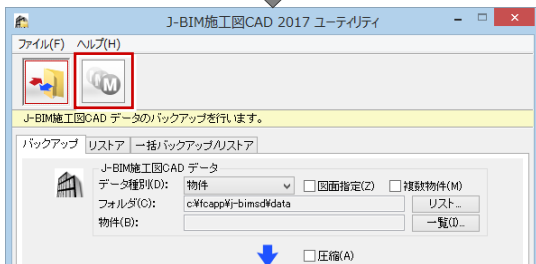 J-BIM施工図CAD 2017 ユーティリティ
ファイル(F) ヘルプ(H)
M
J-BIM施工図CAD データのバックアップを行います。
バックアップ リストア 一括バックアップ/リストア
J-BIM施工図CAD データ
データ種別(D): 物件 図面指定(Z) 複数物件(M)
フォルダ(C): c:¥fcapp¥j-bimsd¥data リスト...
物件(B): 一覧(I)...
圧縮(A)